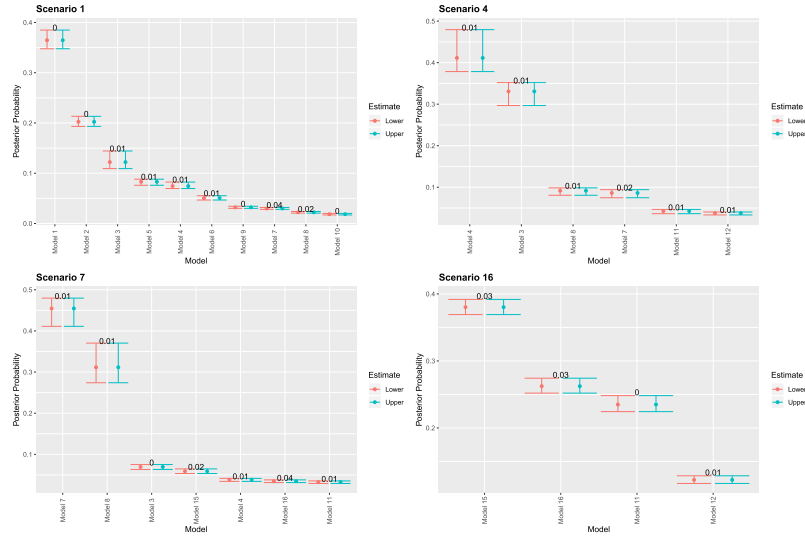 Scenario 1
0.4
0.3
0.2
0.1
0.0
Posterior Probability
0
0
0.01
0.01
0.01
0.01
0
0.04
0.02
0
Model 1
Model 2
Model 3
Model 5
Model 4
Model 6
Model 9
Model 7
Model 8
Model 10
Model
Estimate
Lower
Upper
Scenario 4
0.5
0.4
0.3
0.2
0.1
Posterior Probability
0.01
0.01
0.01
0.02
0.01
0.01
Model 4
Model 3
Model 8
Model 7
Model 11
Model 12
Model
Estimate
Lower
Upper
Scenario 7
0.5
0.4
0.3
0.2
0.1
Posterior Probability
0.01
0.01
0
0.02
0.01
0.04
0.01
Model 7
Model 8
Model 3
Model 15
Model 4
Model 16
Model 11
Model
Estimate
Lower
Upper
Scenario 16
0.4
0.3
0.2
Posterior Probability
0.03
0.03
0
0.01
Model 15
Model 16
Model 11
Model 12
Model
Estimate
Lower
Upper